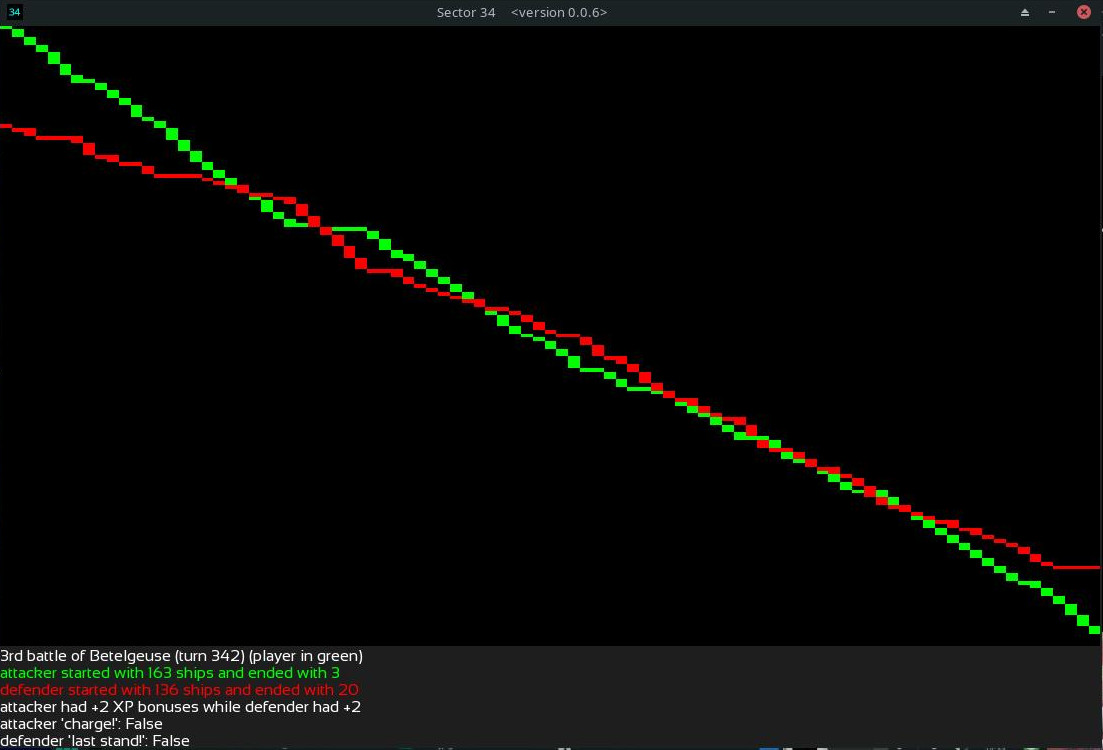 34
Sector 34 <version 0.0.6>
3rd battle of Betelgeuse (turn 342) (player in green)
attacker started with 163 ships and ended with 3
defender started with 136 ships and ended with 20
attacker had +2 XP bonuses while defender had +2
attacker 'charge!': False
defender 'last stand!': False